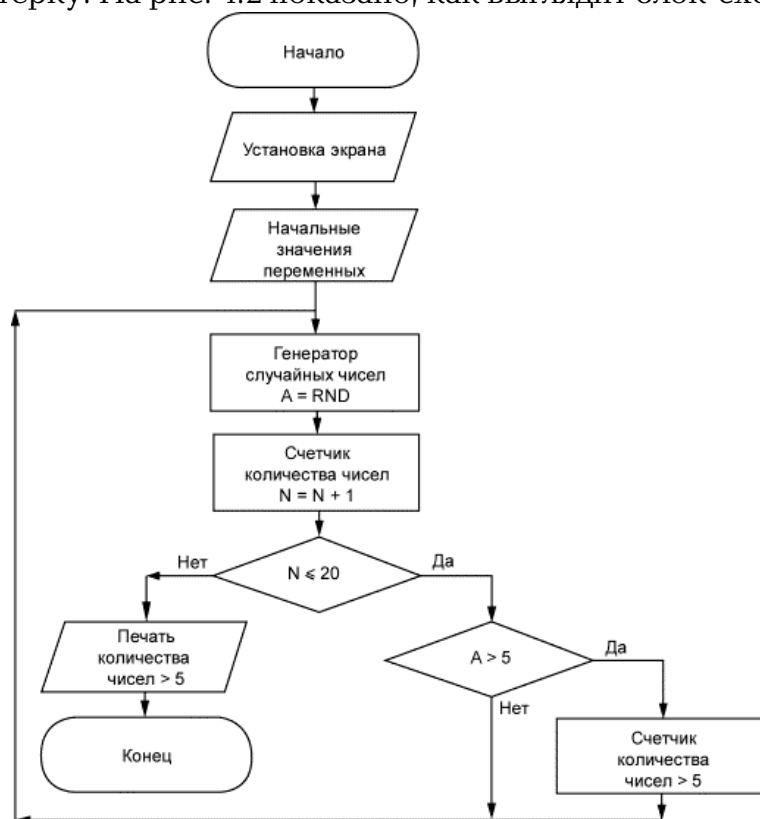 терку. На рис. 4.2 показано, как выглядит блок-схе
Начало
Установка экрана
Начальные
значения
переменных
Генератор
случайных чисел
A = RND
Счетчик
количества чисел
N = N + 1
Нет
N ⩽ 20
Да
Печать
количества
чисел > 5
A > 5
Да
Нет
Конец
Счетчик
количества
чисел > 5